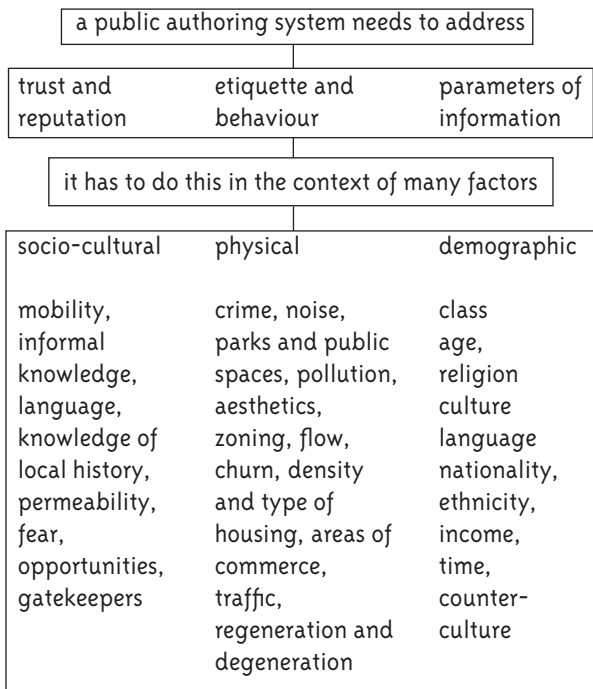 a public authoring system needs to address
trust and
reputation
etiquette and
behaviour
parameters of
information
it has to do this in the context of many factors
socio-cultural
mobility,
informal
knowledge,
language,
knowledge of
local history,
permeability,
fear,
opportunities,
gatekeepers
physical
crime, noise,
parks and public
spaces, pollution,
aesthetics,
zoning, flow,
churn, density
and type of
housing, areas of
commerce,
traffic,
regeneration and
degeneration
demographic
class
age,
religion
culture
language
nationality,
ethnicity,
income,
time,
counter-
culture